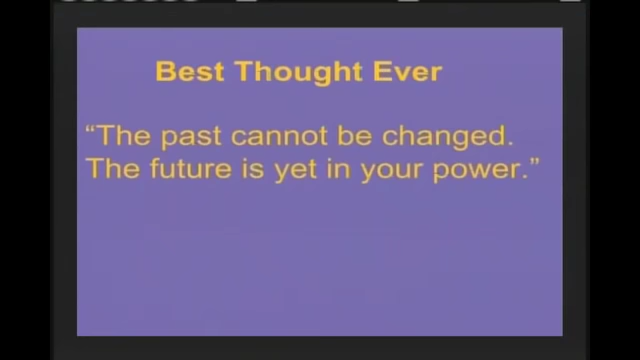 Best Thought Ever
“The past cannot be changed.
The future is yet in your power.”